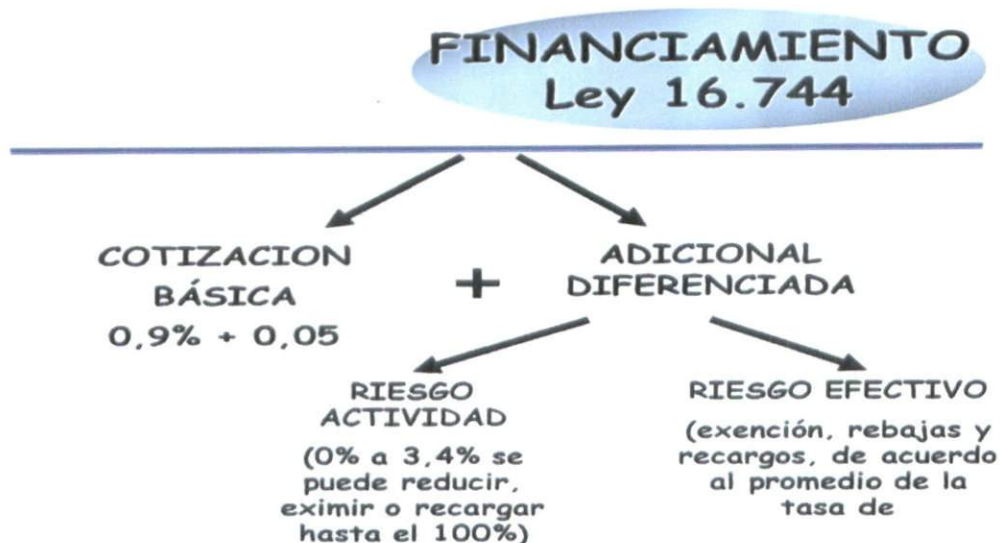 FINANCIAMIENTO
Ley 16.744
COTIZACION
BÁSICA
0,9% + 0,05
+
ADICIONAL
DIFERENCIADA
RIESGO
ACTIVIDAD
(0% a 3,4% se
puede reducir,
eximir o recargar
hasta el 100%)
RIESGO EFECTIVO
(exención, rebajas y
recargos, de acuerdo
al promedio de la
tasa de